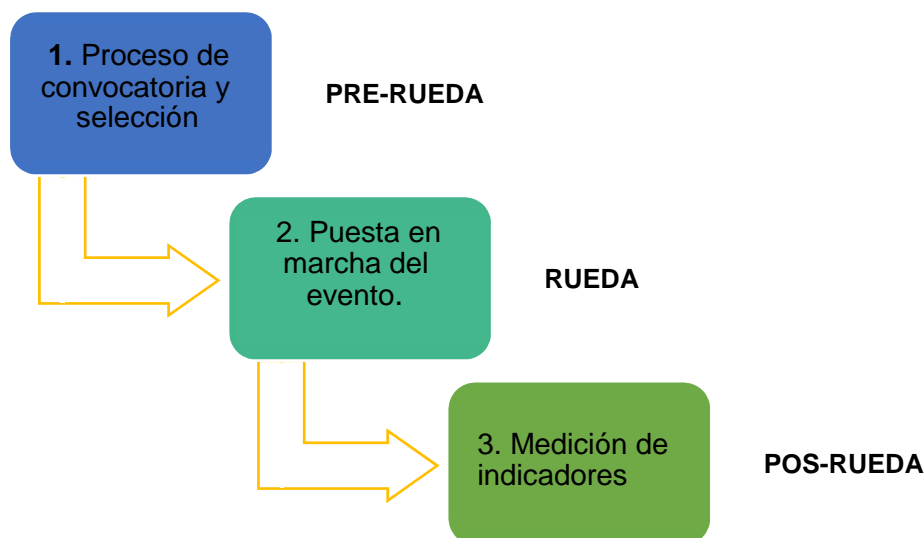 1. Proceso de
convocatoria y
selección
PRE-RUEDA
2. Puesta en
marcha del
evento.
RUEDA
3. Medición de
indicadores
POS-RUEDA